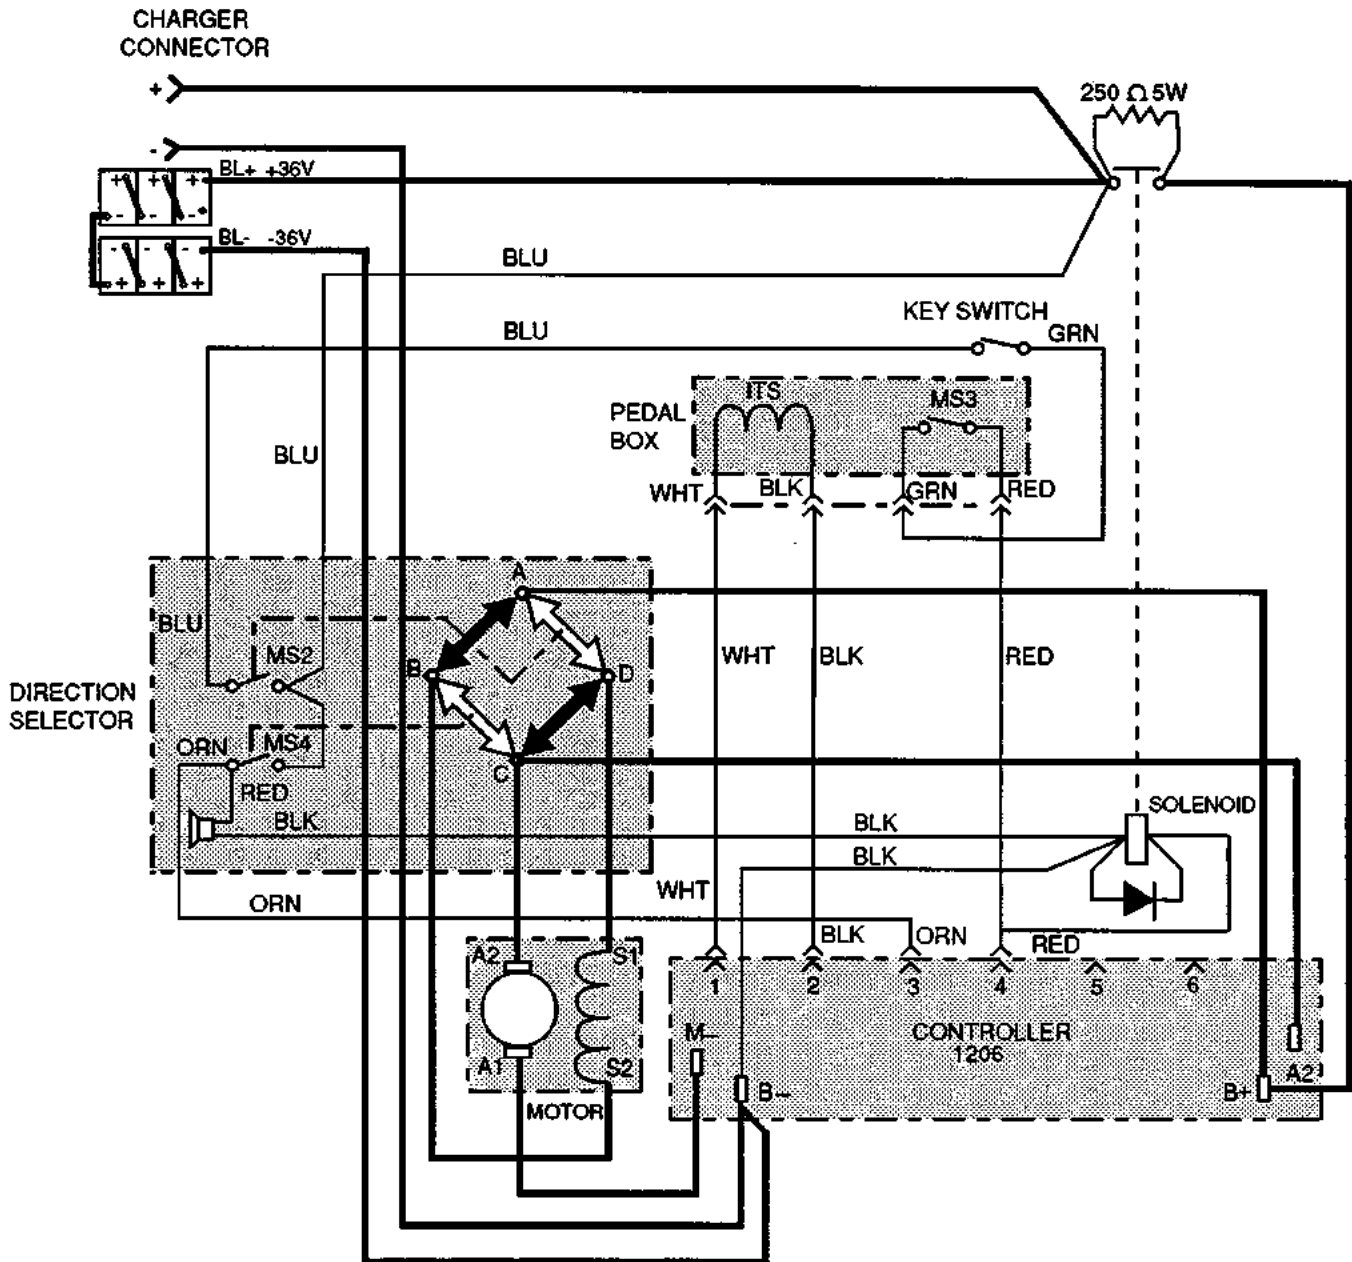 CHARGER
CONNECTOR
+
250 Ω 5W
-
BL+ +36V
+ + +
- - -
BL- -36V
- - -
+ + +
BLU
KEY SWITCH
BLU
GRN
ITS
MS3
PEDAL
BOX
BLU
WHT
BLK
GRN
RED
A
BLU
MS2
B
D
WHT
BLK
RED
DIRECTION
SELECTOR
ORN
MS4
C
RED
SOLENOID
BLK
BLK
BLK
WHT
ORN
BLK
ORN
RED
A2
S1
1
2
3
4
5
6
M-
CONTROLLER
1206
A1
S2
A2
MOTOR
B-
B+